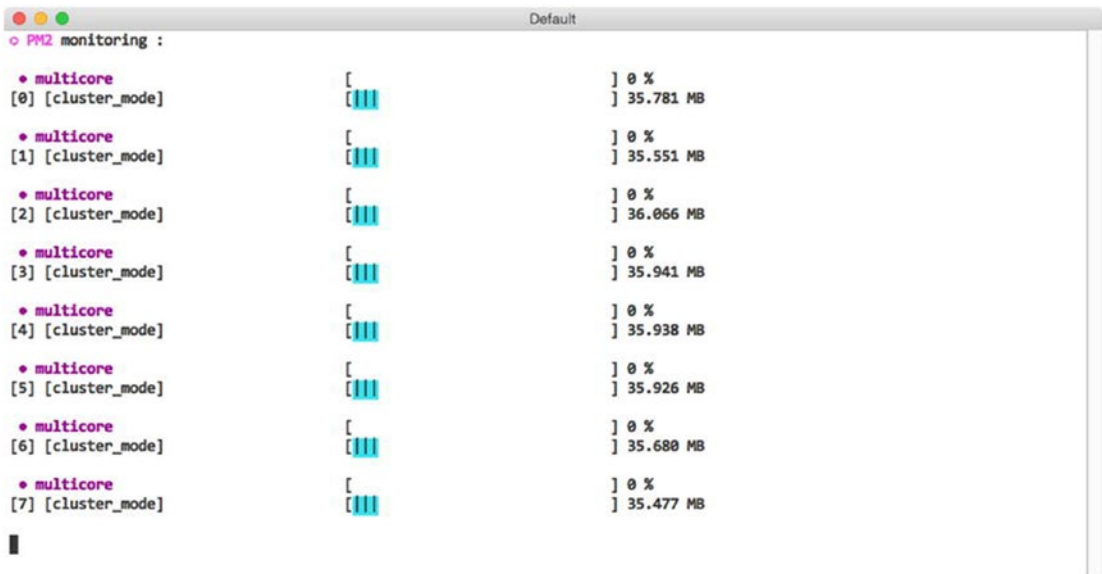 Default
PM2 monitoring :
• multicore [ ] 0 %
[0] [cluster_mode] [||| ] 35.781 MB
• multicore [ ] 0 %
[1] [cluster_mode] [||| ] 35.551 MB
• multicore [ ] 0 %
[2] [cluster_mode] [||| ] 36.066 MB
• multicore [ ] 0 %
[3] [cluster_mode] [||| ] 35.941 MB
• multicore [ ] 0 %
[4] [cluster_mode] [||| ] 35.938 MB
• multicore [ ] 0 %
[5] [cluster_mode] [||| ] 35.926 MB
• multicore [ ] 0 %
[6] [cluster_mode] [||| ] 35.680 MB
• multicore [ ] 0 %
[7] [cluster_mode] [||| ] 35.477 MB